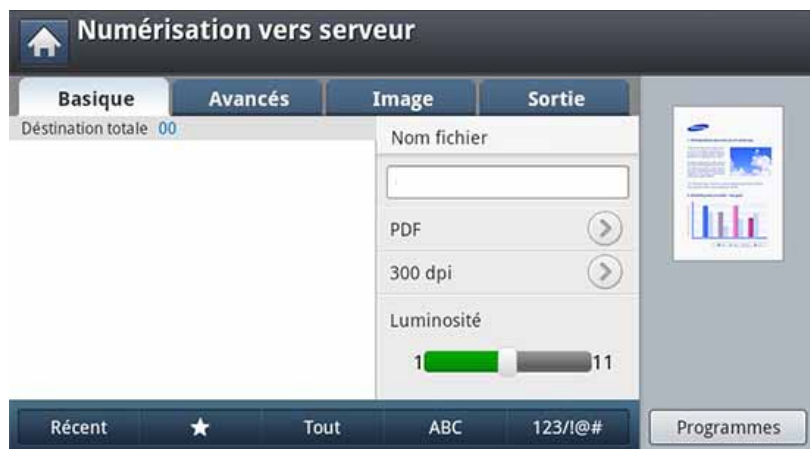 Numérisation vers serveur
Basique Avancés Image Sortie
Déstination totale 00
Nom fichier
PDF
300 dpi
Luminosité
1 11
Récent ★ Tout ABC 123/!@# Programmes